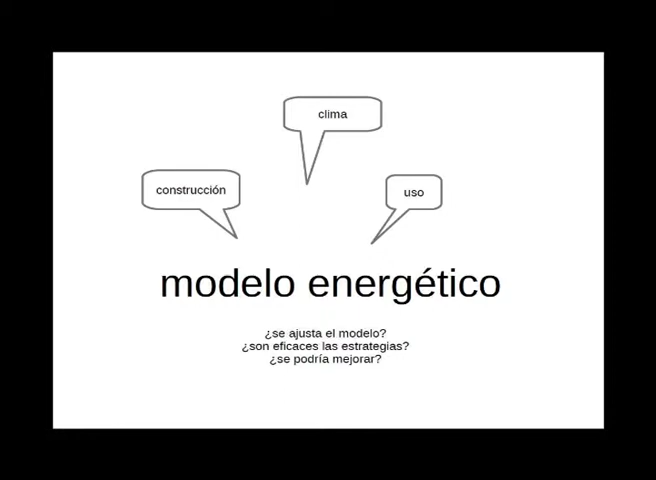 clima
construcción
uso
modelo energético
¿se ajusta el modelo?
¿son eficaces las estrategias?
¿se podría mejorar?